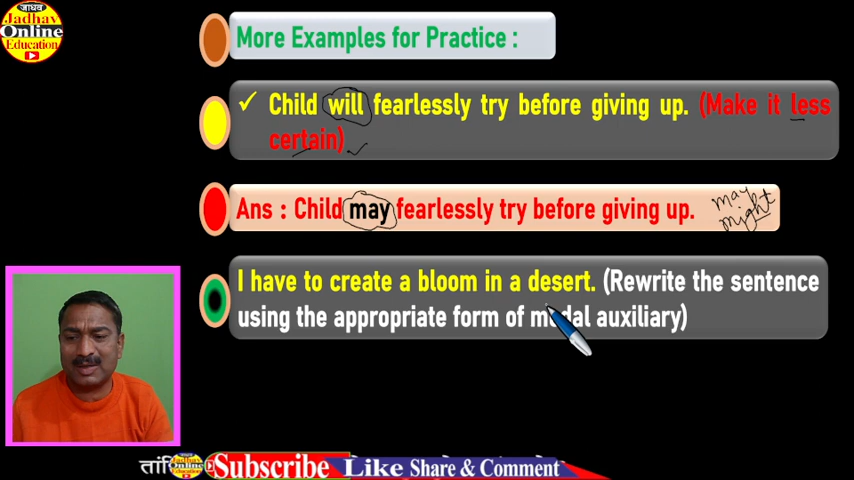 जाधव
Jadhav
Online
Education
More Examples for Practice :
✓ Child will fearlessly try before giving up. (Make it less
certain)
Ans : Child may fearlessly try before giving up.
may
might
I have to create a bloom in a desert. (Rewrite the sentence
using the appropriate form of modal auxiliary)
Subscribe Like Share & Comment